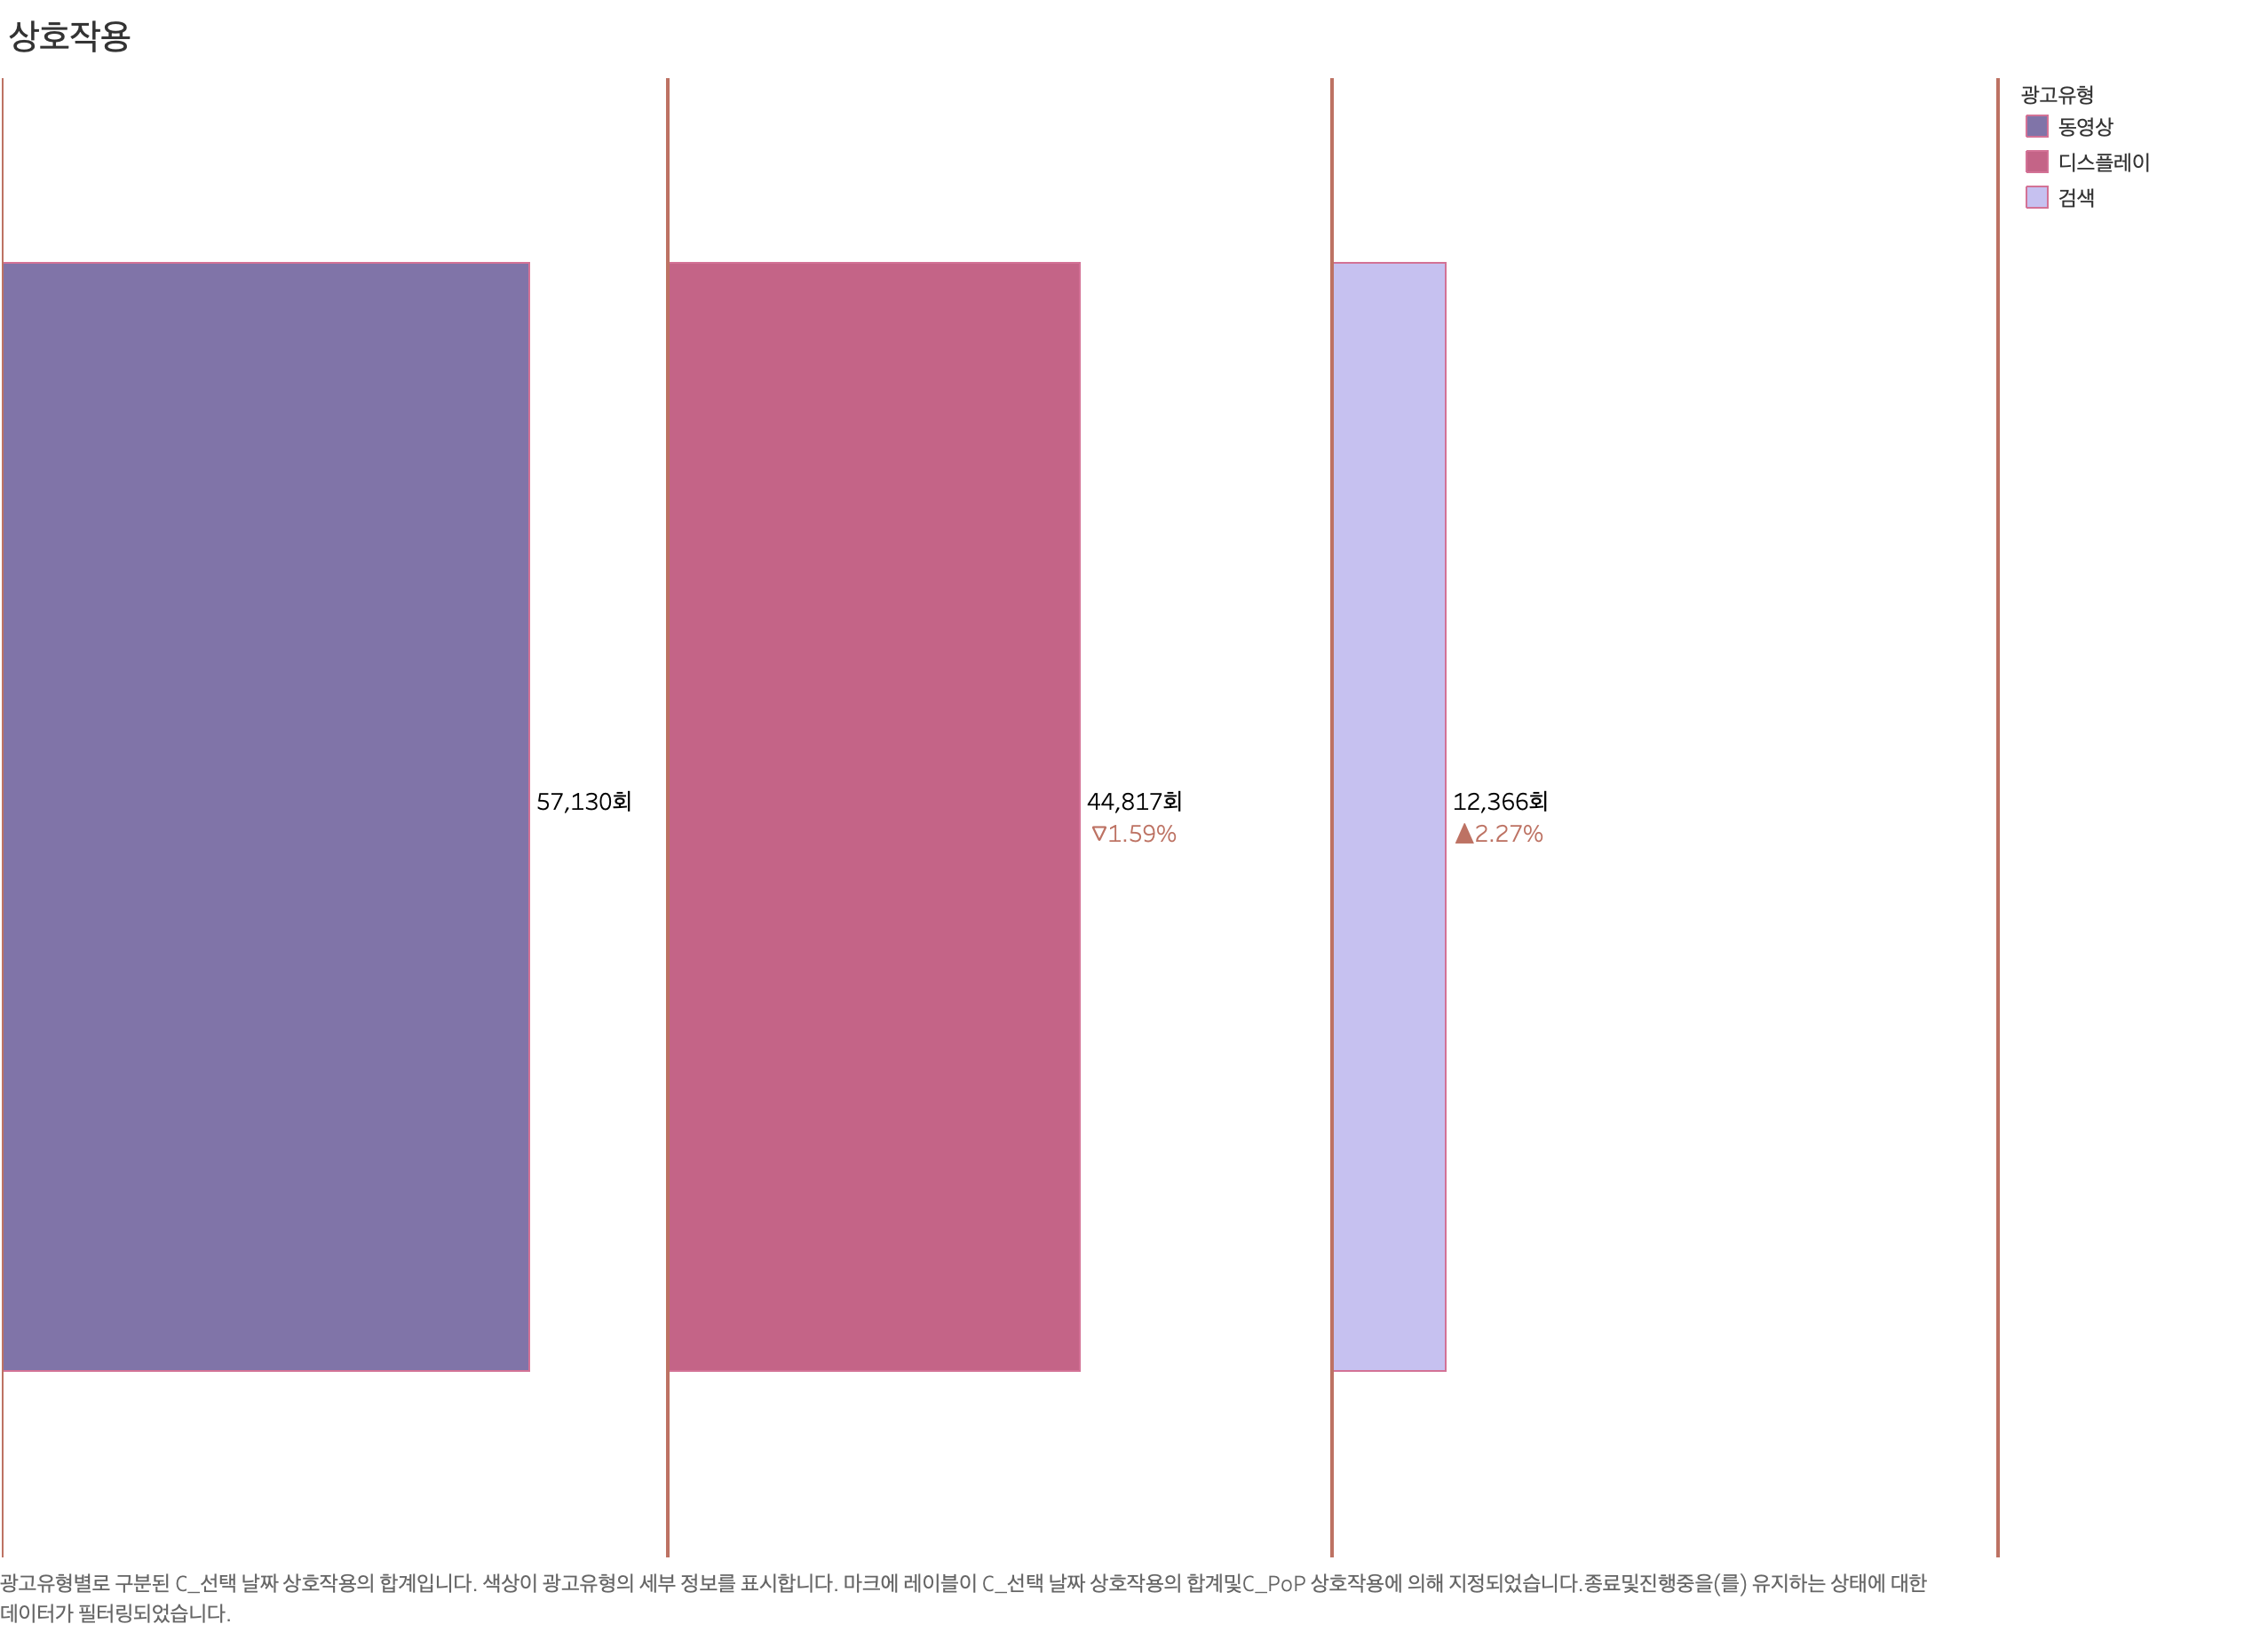 상호작용
광고유형
동영상
디스플레이
검색
57,130회
44,817회
▽1.59%
12,366회
▲2.27%
광고유형별로 구분된 C_선택 날짜 상호작용의 합계입니다. 색상이 광고유형의 세부 정보를 표시합니다. 마크에 레이블이 C_선택 날짜 상호작용의 합계및C_PoP 상호작용에 의해 지정되었습니다.종료및진행중을(를) 유지하는 상태에 대한
데이터가 필터링되었습니다.